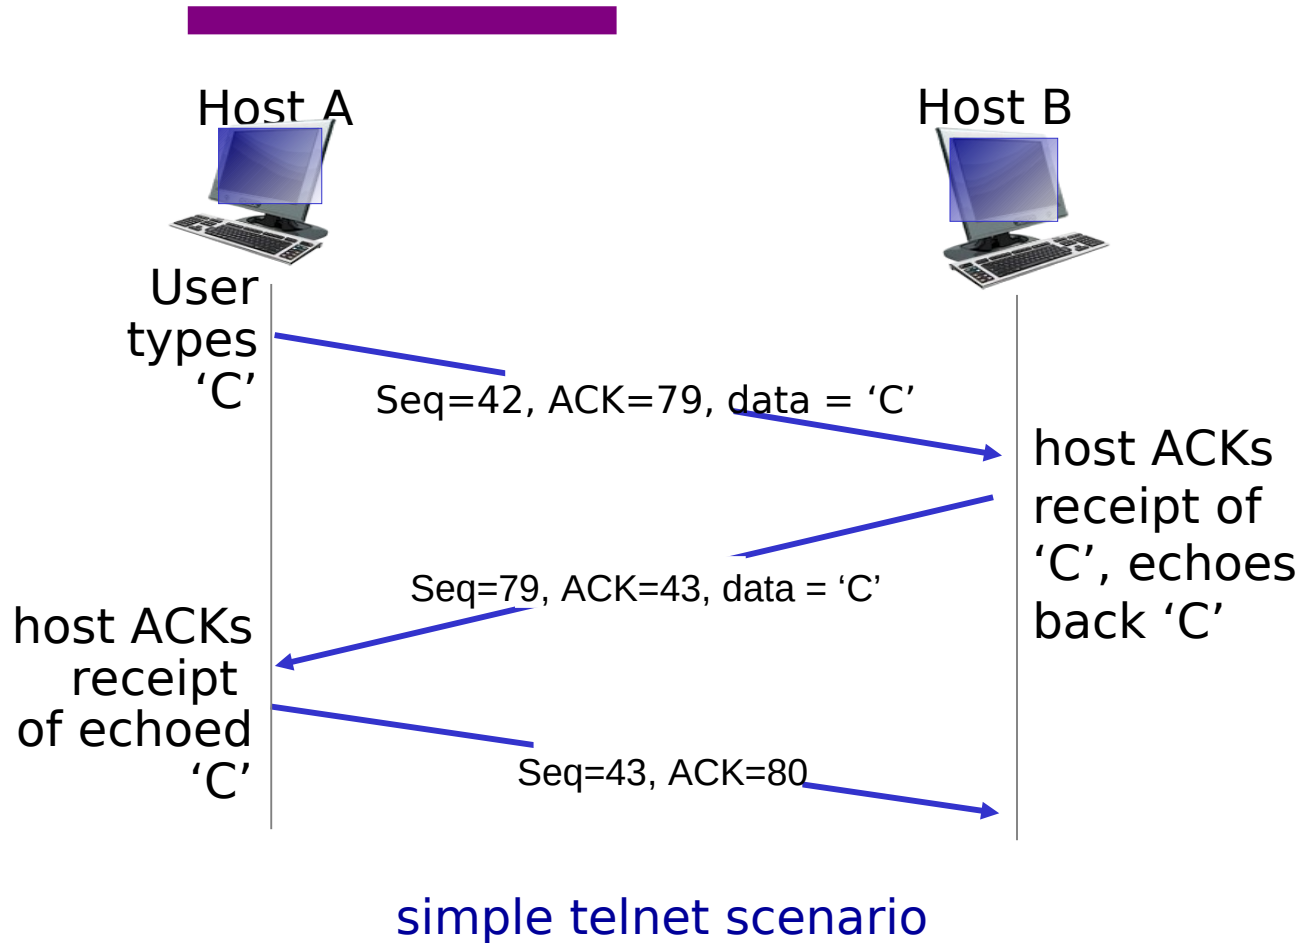 Host A
Host B
User
types
‘C’
Seq=42, ACK=79, data = ‘C’
host ACKs
receipt of
‘C’, echoes
back ‘C’
Seq=79, ACK=43, data = ‘C’
host ACKs
receipt
of echoed
‘C’
Seq=43, ACK=80
simple telnet scenario